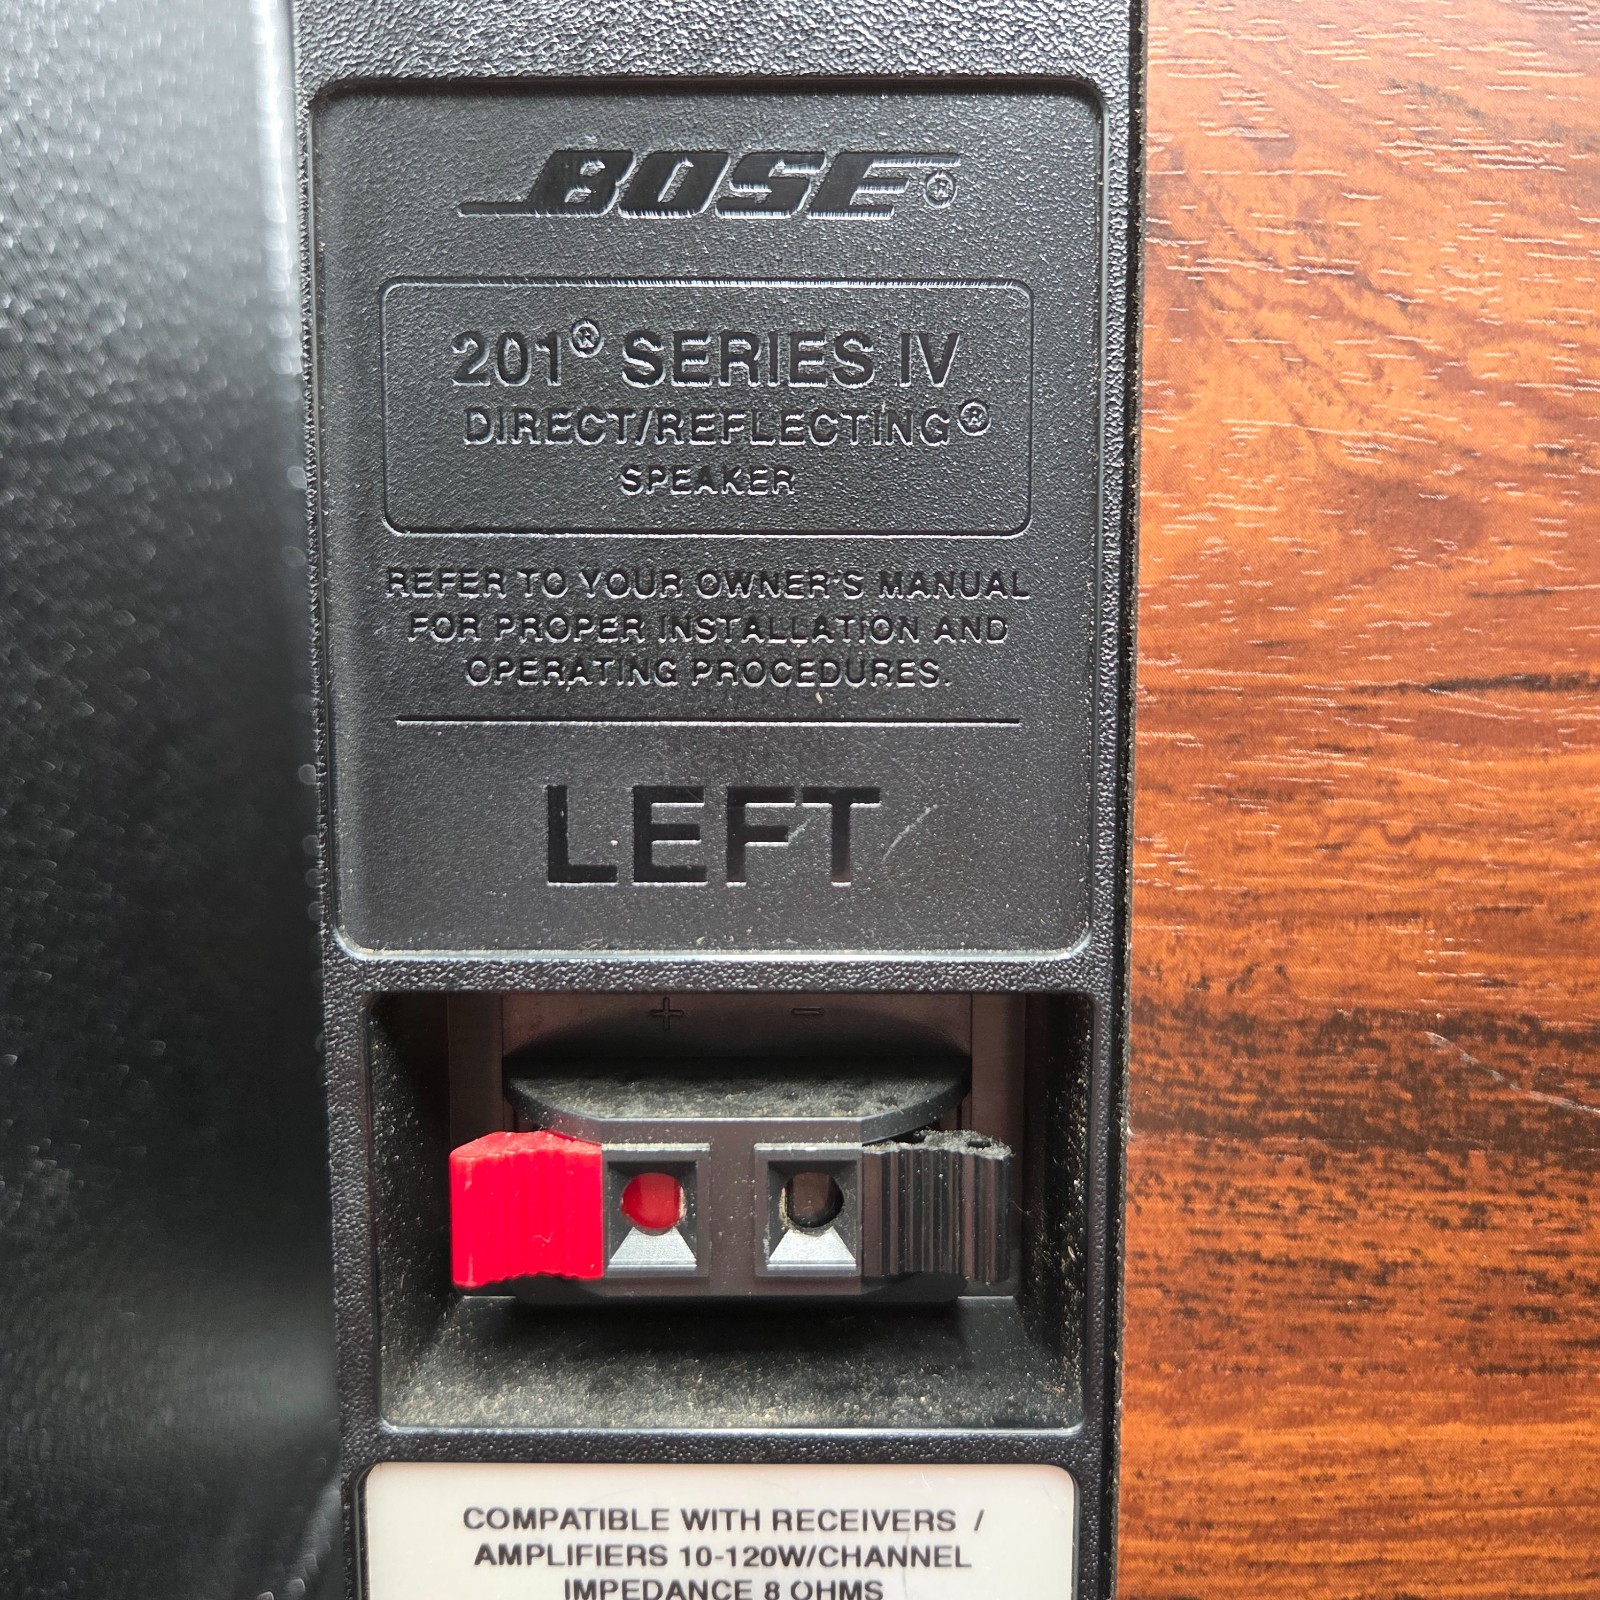 BOSE®
201® SERIES IV
DIRECT/REFLECTING®
SPEAKER
REFER TO YOUR OWNER'S MANUAL
FOR PROPER INSTALLATION AND
OPERATING PROCEDURES.
LEFT
+ −
COMPATIBLE WITH RECEIVERS /
AMPLIFIERS 10-120W/CHANNEL
IMPEDANCE 8 OHMS